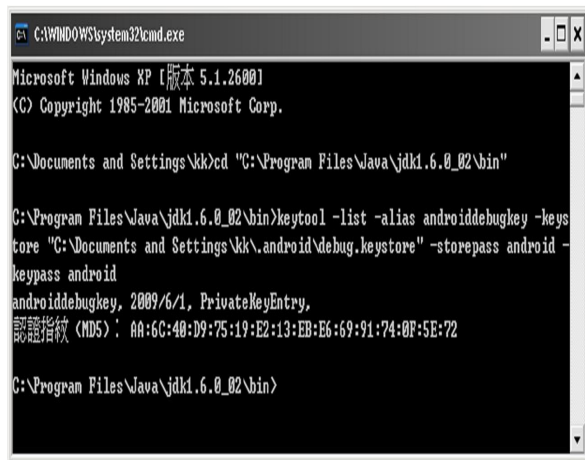 C:\WINDOWS\system32\cmd.exe
Microsoft Windows XP [版本 5.1.2600]
(C) Copyright 1985-2001 Microsoft Corp.
C:\Documents and Settings\kk>cd "C:\Program Files\Java\jdk1.6.0_02\bin"
C:\Program Files\Java\jdk1.6.0_02\bin>keytool -list -alias androiddebugkey -keys
tore "C:\Documents and Settings\kk\.android\debug.keystore" -storepass android -
keypass android
androiddebugkey, 2009/6/1, PrivateKeyEntry,
認證指紋 (MD5)： AA:6C:40:D9:75:19:E2:13:EB:E6:69:91:74:0F:5E:72
C:\Program Files\Java\jdk1.6.0_02\bin>